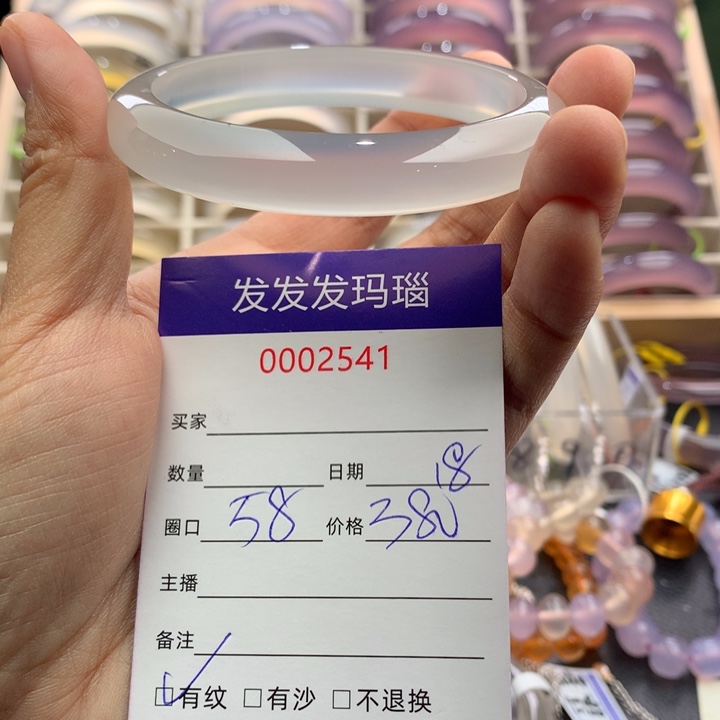 发发发玛瑙
0002541
买家
数量 日期 18
圈口 58 价格 380
主播
备注
☑有纹 □有沙 □不退换